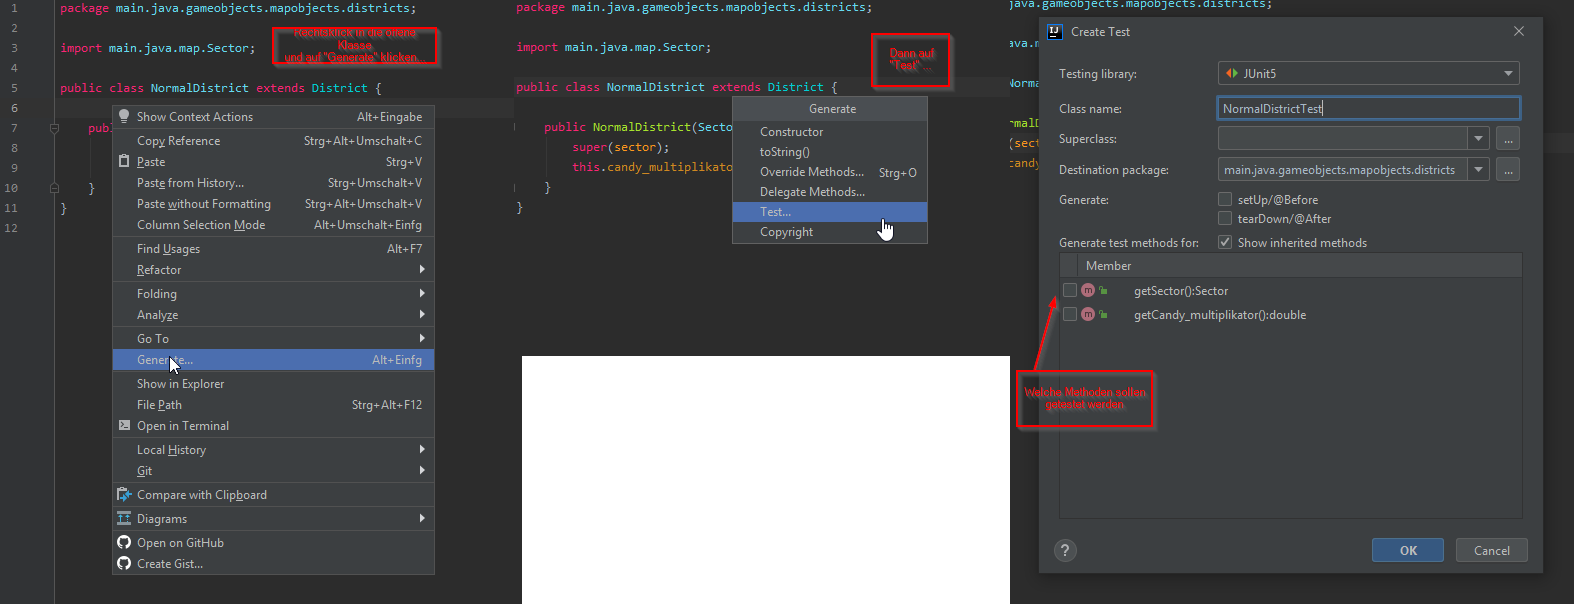 1 package main.java.gameobjects.mapobjects.districts;
2
3 import main.java.map.Sector;
4
5 public class NormalDistrict extends District {
6
7 pub
8
9
10 }
11 }
12
Rechtsklick in die offene
Klasse
und auf "Generate" klicken...
Show Context Actions Alt+Eingabe
Copy Reference Strg+Alt+Umschalt+C
Paste Strg+V
Paste from History... Strg+Umschalt+V
Paste without Formatting Strg+Alt+Umschalt+V
Column Selection Mode Alt+Umschalt+Einfg
Find Usages Alt+F7
Refactor
Folding
Analyze
Go To
Generate... Alt+Einfg
Show in Explorer
File Path Strg+Alt+F12
Open in Terminal
Local History
Git
Compare with Clipboard
Diagrams
Open on GitHub
Create Gist...
package main.java.gameobjects.mapobjects.districts;
import main.java.map.Sector;
public class NormalDistrict extends District {
public NormalDistrict(Secto
super(sector);
this.candy_multiplikato
}
}
Dann auf
"Test" ...
Generate
Constructor
toString()
Override Methods... Strg+O
Delegate Methods...
Test...
Copyright
java.gameobjects.mapobjects.districts;
va.m
Norma
rmalD
(sect
candy
Create Test
Testing library: JUnit5
Class name: NormalDistrictTest
Superclass: ...
Destination package: main.java.gameobjects.mapobjects.districts ...
Generate: setUp/@Before
tearDown/@After
Generate test methods for: Show inherited methods
Member
m getSector():Sector
m getCandy_multiplikator():double
Welche Methoden sollen
getestet werden
? OK Cancel